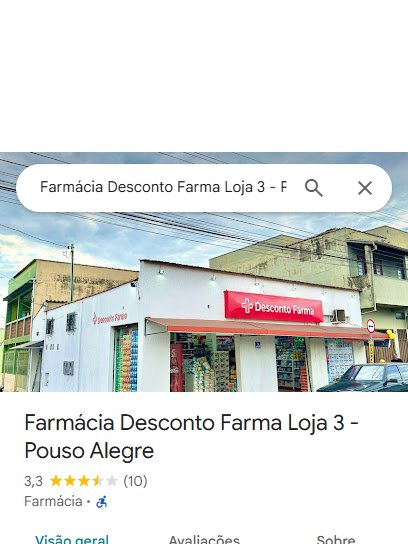 Farmácia Desconto Farma Loja 3 - P
Desconto Farma
Desconto Farma
Farmácia Desconto Farma Loja 3 -
Pouso Alegre
3,3 (10)
Farmácia ·
Visão geral Avaliações Sobre